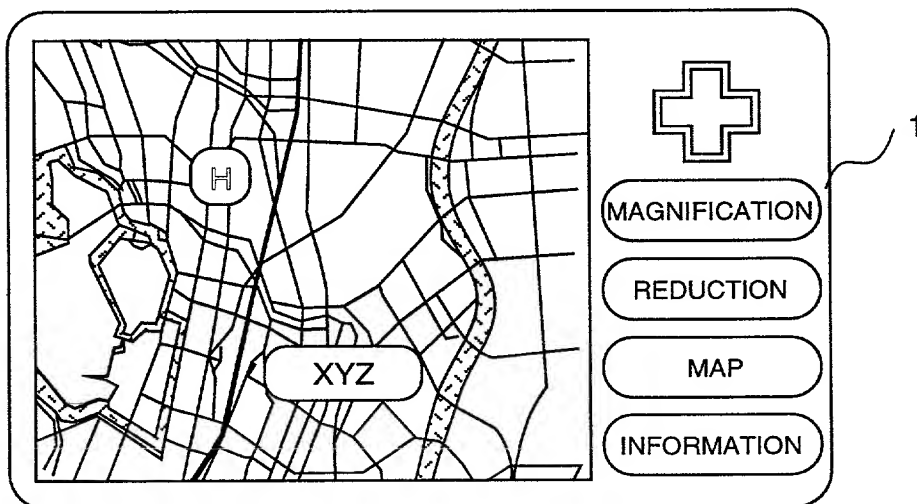 H
XYZ
MAGNIFICATION
REDUCTION
MAP
INFORMATION
1